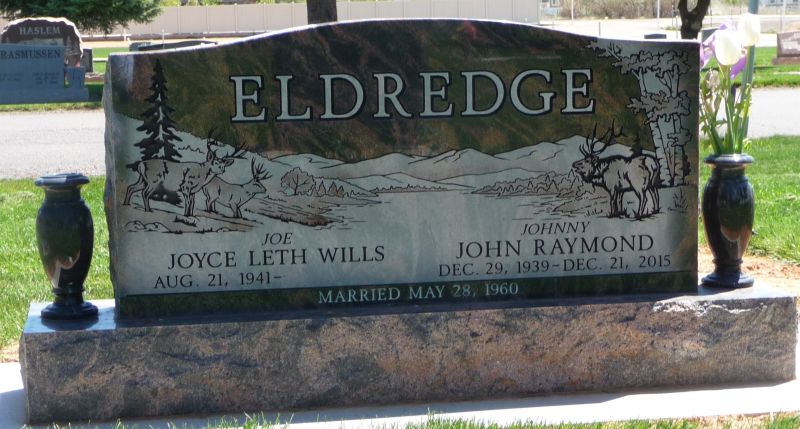 HASLEM
RASMUSSEN
ELDREDGE
JOE
JOYCE LETH WILLS
AUG. 21, 1941-
JOHNNY
JOHN RAYMOND
DEC. 29, 1939-DEC. 21, 2015
MARRIED MAY 28, 1960